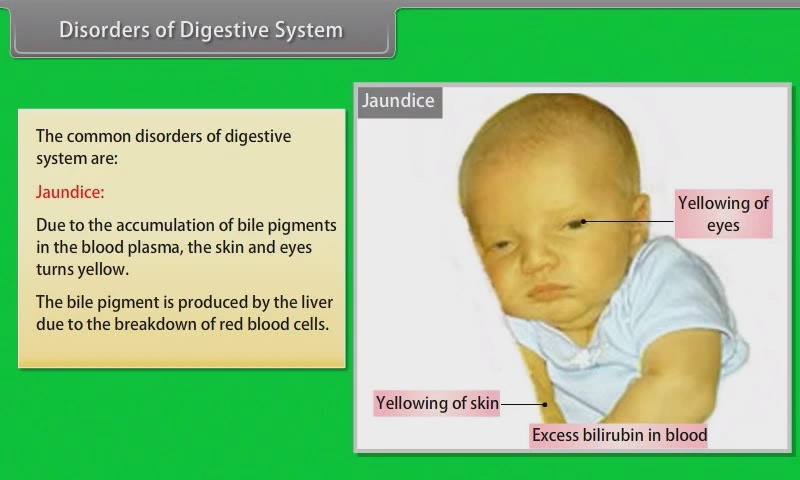 Disorders of Digestive System
The common disorders of digestive
system are:
Jaundice:
Due to the accumulation of bile pigments
in the blood plasma, the skin and eyes
turns yellow.
The bile pigment is produced by the liver
due to the breakdown of red blood cells.
Jaundice
Yellowing of
eyes
Yellowing of skin
Excess bilirubin in blood